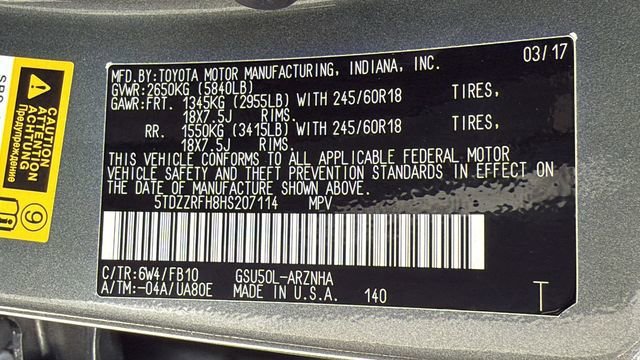 03/17
MFD.BY:TOYOTA MOTOR MANUFACTURING, INDIANA, INC.
GVWR:2650KG (5840LB)
GAWR:FRT. 1345KG (2955LB) WITH 245/60R18 TIRES,
18X7.5J RIMS.
RR. 1550KG (3415LB) WITH 245/60R18 TIRES,
18X7.5J RIMS.
THIS VEHICLE CONFORMS TO ALL APPLICABLE FEDERAL MOTOR
VEHICLE SAFETY AND THEFT PREVENTION STANDARDS IN EFFECT ON
THE DATE OF MANUFACTURE SHOWN ABOVE.
5TDZZRFH8HS207114 MPV
C/TR:6W4/FB10 GSU50L-ARZNHA
A/TM:-04A/UA80E MADE IN U.S.A. 140 T
CAUTION
ACTION
ACHTUNG
Предупреждение
9